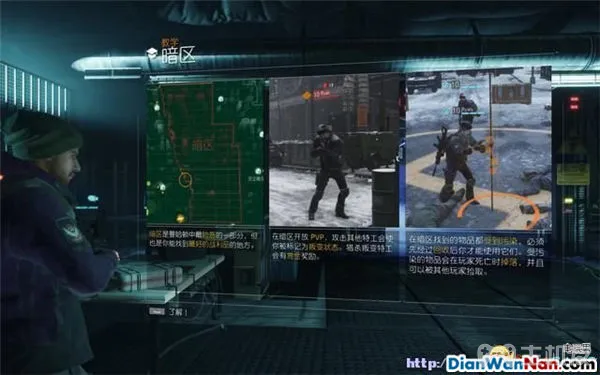 教学
暗区
暗区
暗区是曼哈顿中最险恶的一部分，但
也是你能找到最好的战利品的地方。
在暗区开放 PVP，攻击其他特工会使
你被标记为叛变状态。猎杀叛变特工
会有赏金奖励。
在暗区找到的物品都受到污染，必须
先经过回收后你才能使用它们。受污
染的物品会在玩家死亡时掉落，并且
可以被其他玩家拾取。
了解！
电玩男
http://
DianWanNan.com